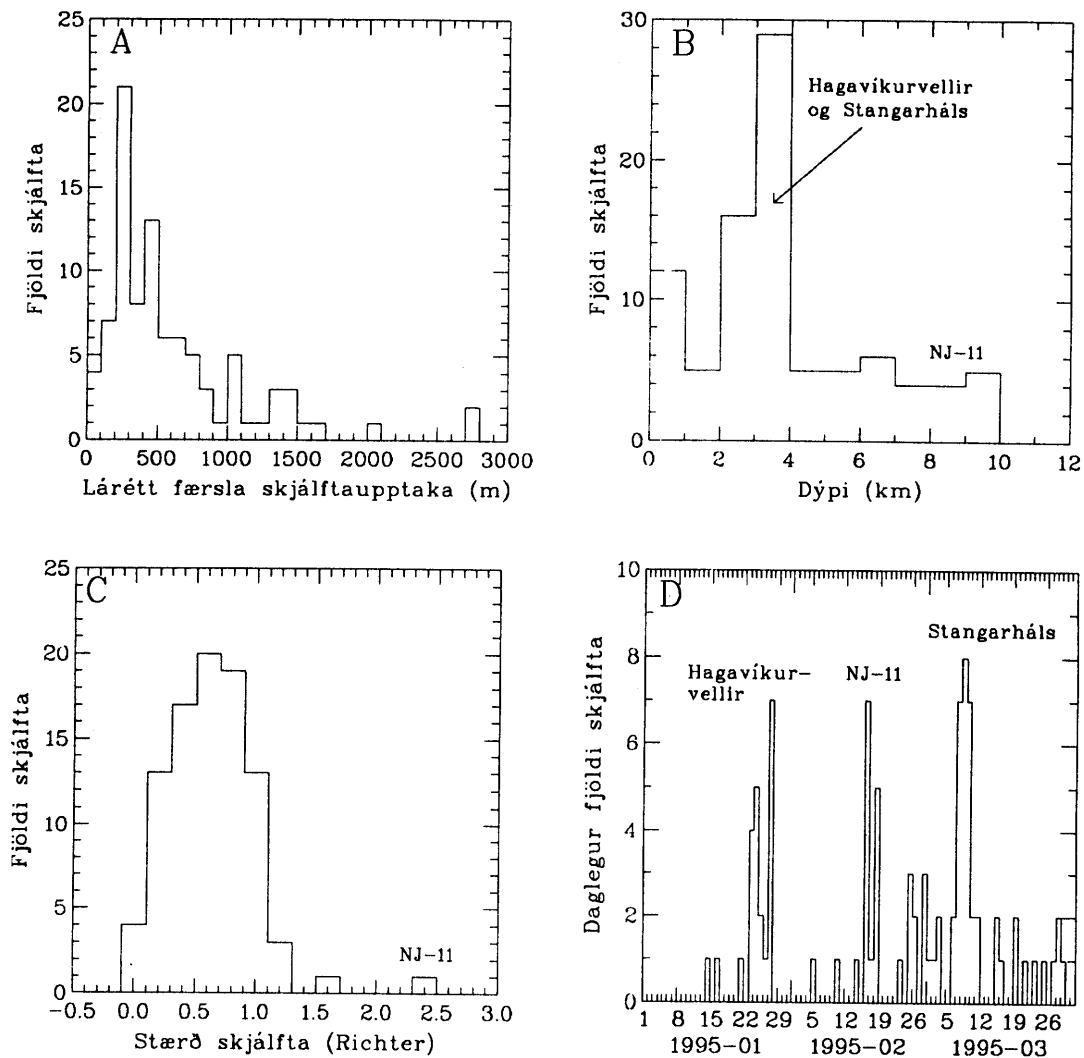 A
Fjöldi skjálfta
25
20
15
10
5
0
0 500 1000 1500 2000 2500 3000
Lárétt færsla skjálftaupptaka (m)
B
Hagavíkurvellir
og Stangarháls
NJ-11
Fjöldi skjálfta
30
20
10
0
0 2 4 6 8 10 12
Dýpi (km)
C
NJ-11
Fjöldi skjálfta
25
20
15
10
5
0
-0.5 0.0 0.5 1.0 1.5 2.0 2.5 3.0
Stærð skjálfta (Richter)
D
Stangarháls
Hagavíkur-
vellir
NJ-11
Daglegur fjöldi skjálfta
10
8
6
4
2
0
1 8 15 22 29 5 12 19 26 5 12 19 26
1995-01 1995-02 1995-03